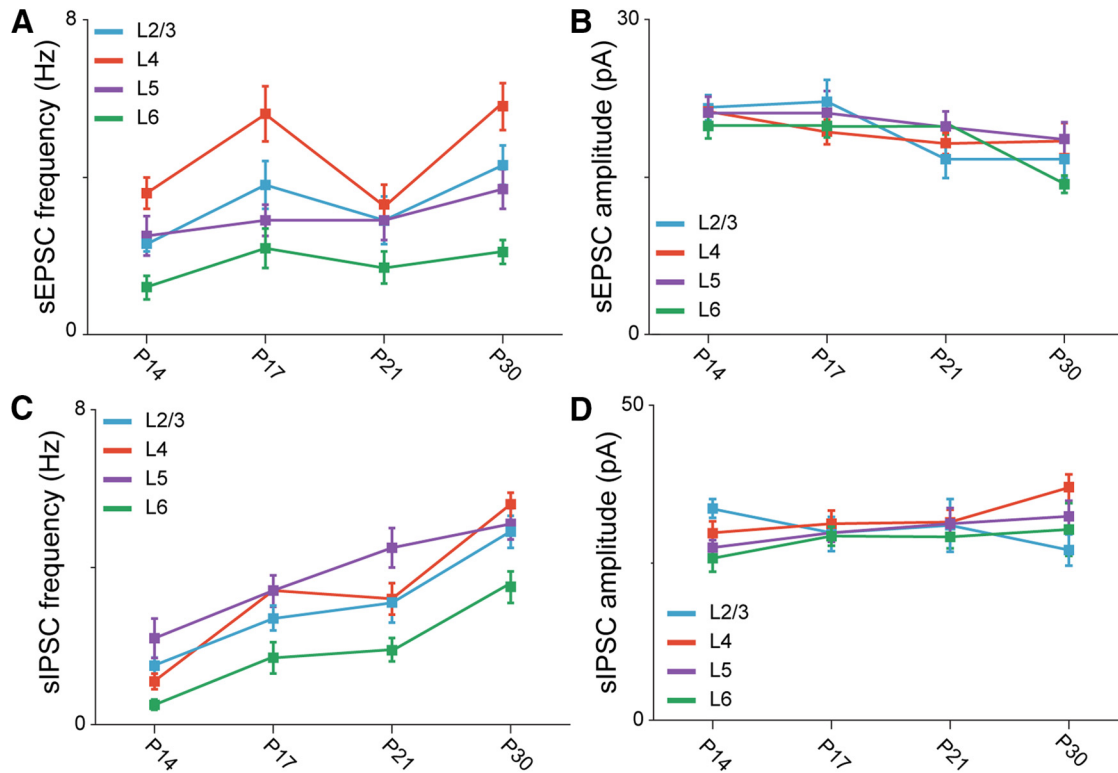 A
8
L2/3
L4
L5
L6
sEPSC frequency (Hz)
0
P14
P17
P21
P30
B
30
sEPSC amplitude (pA)
L2/3
L4
L5
L6
0
P14
P17
P21
P30
C
8
L2/3
L4
L5
L6
sIPSC frequency (Hz)
0
P14
P17
P21
P30
D
50
sIPSC amplitude (pA)
L2/3
L4
L5
L6
0
P14
P17
P21
P30